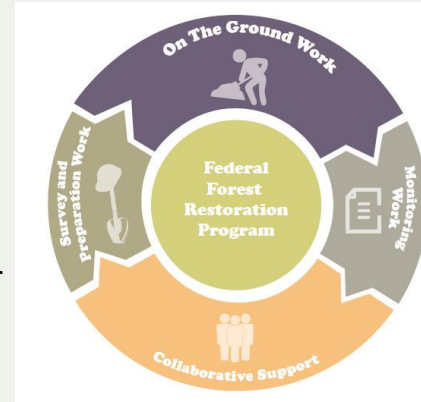 On The Ground Work
Survey and
Preparation Work
Federal
Forest
Restoration
Program
Monitoring
Work
Collaborative Support